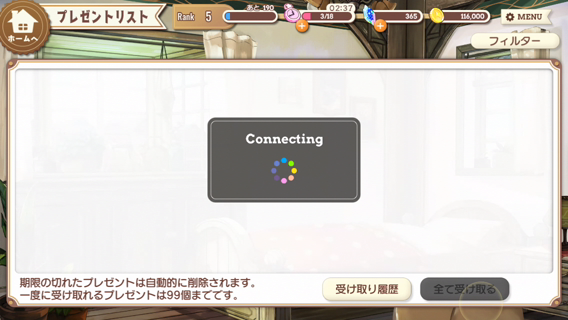 プレゼントリスト
Rank 5
あと 190
02:37
3/18
365
116,000
MENU
ホームへ
フィルター
Connecting
期限の切れたプレゼントは自動的に削除されます。
一度に受け取れるプレゼントは99個までです。
受け取り履歴
全て受け取る